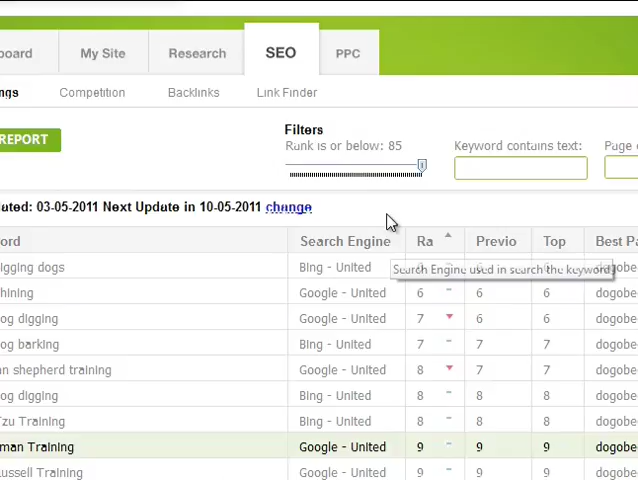 board My Site Research SEO PPC
ngs Competition Backlinks Link Finder
REPORT
Filters
Rank is or below: 85 Keyword contains text: Page
ated: 03-05-2011 Next Update in 10-05-2011 change
ord Search Engine Ra Previo Top Best Pa
igging dogs Bing - United
Search Engine used in search the keyword
hining Google - United 6 - 6 6 dogobe
og digging Google - United 7 6 6 dogobe
og barking Bing - United 7 - 7 7 dogobe
an shepherd training Google - United 8 7 7 dogobe
og digging Bing - United 8 - 8 8 dogobe
Tzu Training Bing - United 8 - 8 8 dogobe
man Training Google - United 9 - 9 9 dogobe
ussell Training Google - United 9 - 9 9 dogobe